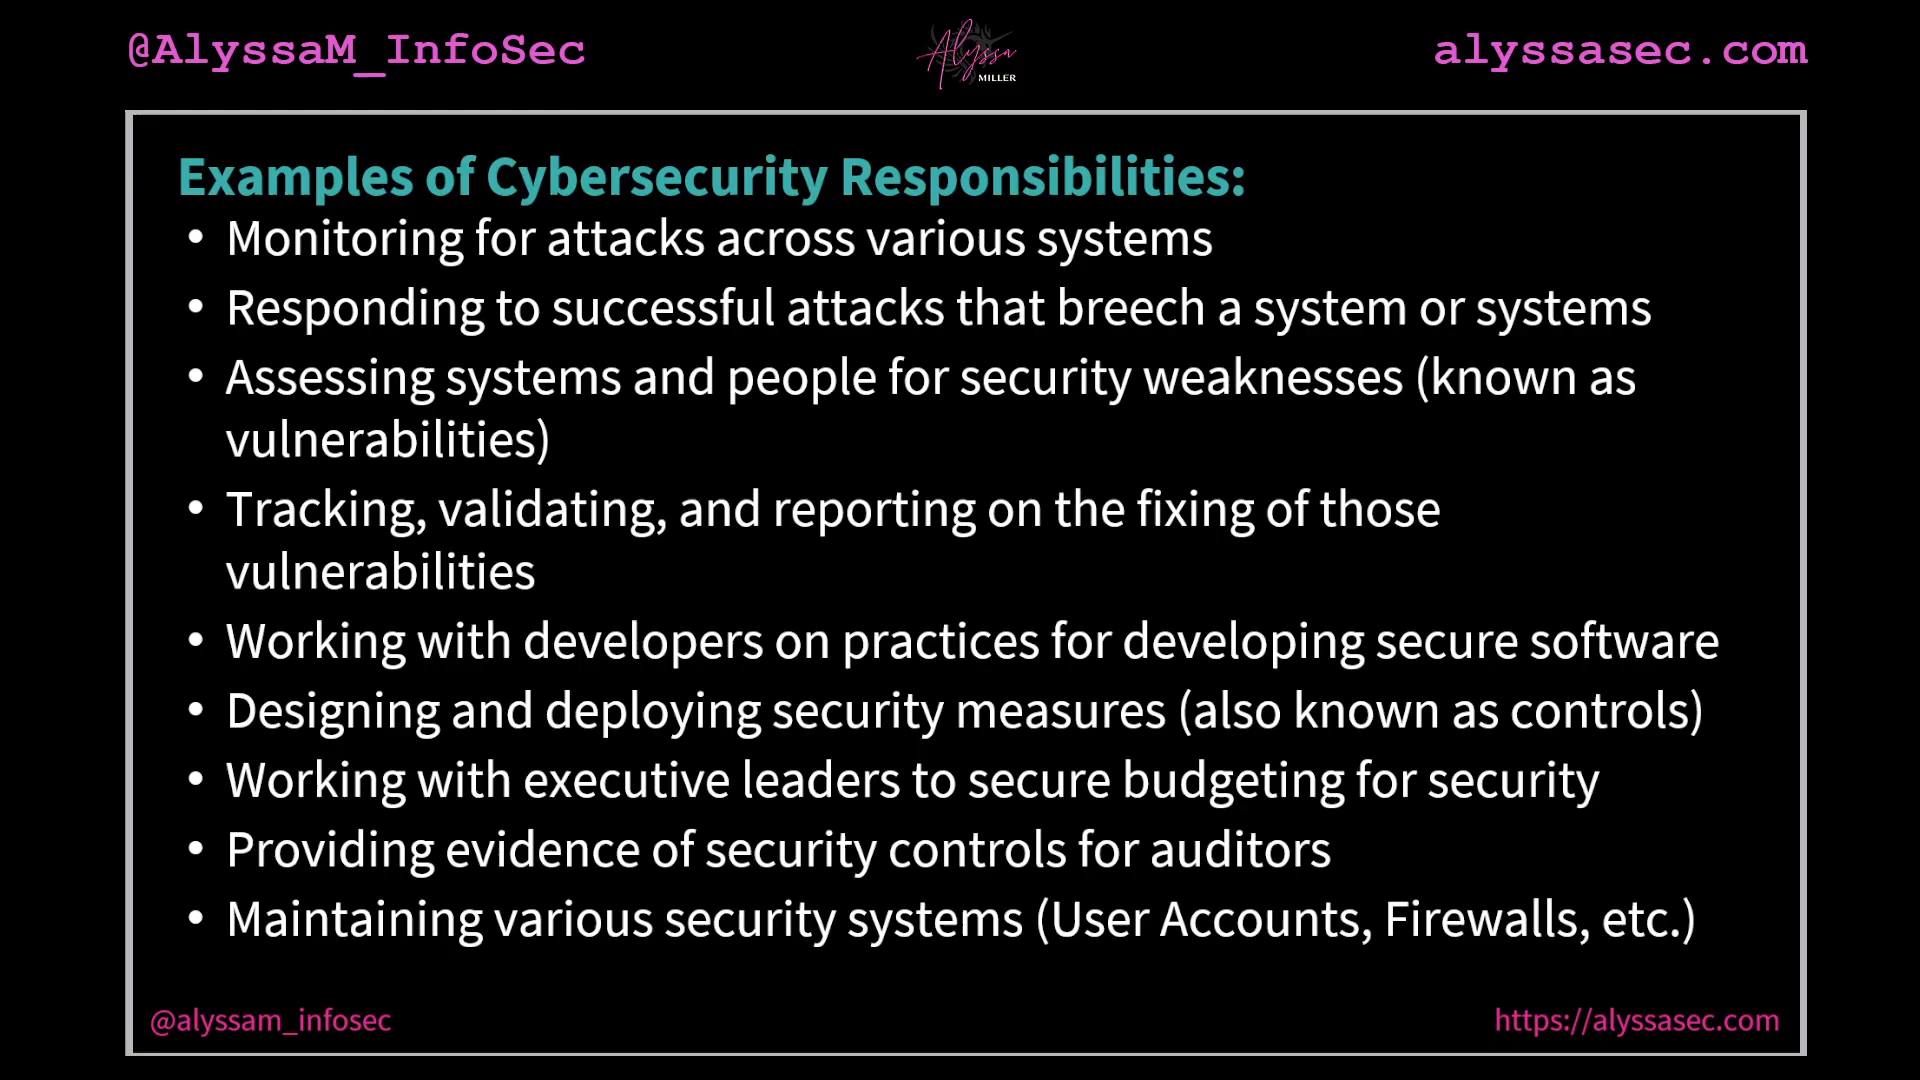 @AlyssaM_InfoSec
Alyssa
MILLER
alyssasec.com
Examples of Cybersecurity Responsibilities:
• Monitoring for attacks across various systems
• Responding to successful attacks that breech a system or systems
• Assessing systems and people for security weaknesses (known as
vulnerabilities)
• Tracking, validating, and reporting on the fixing of those
vulnerabilities
• Working with developers on practices for developing secure software
• Designing and deploying security measures (also known as controls)
• Working with executive leaders to secure budgeting for security
• Providing evidence of security controls for auditors
• Maintaining various security systems (User Accounts, Firewalls, etc.)
@alyssam_infosec
https://alyssasec.com